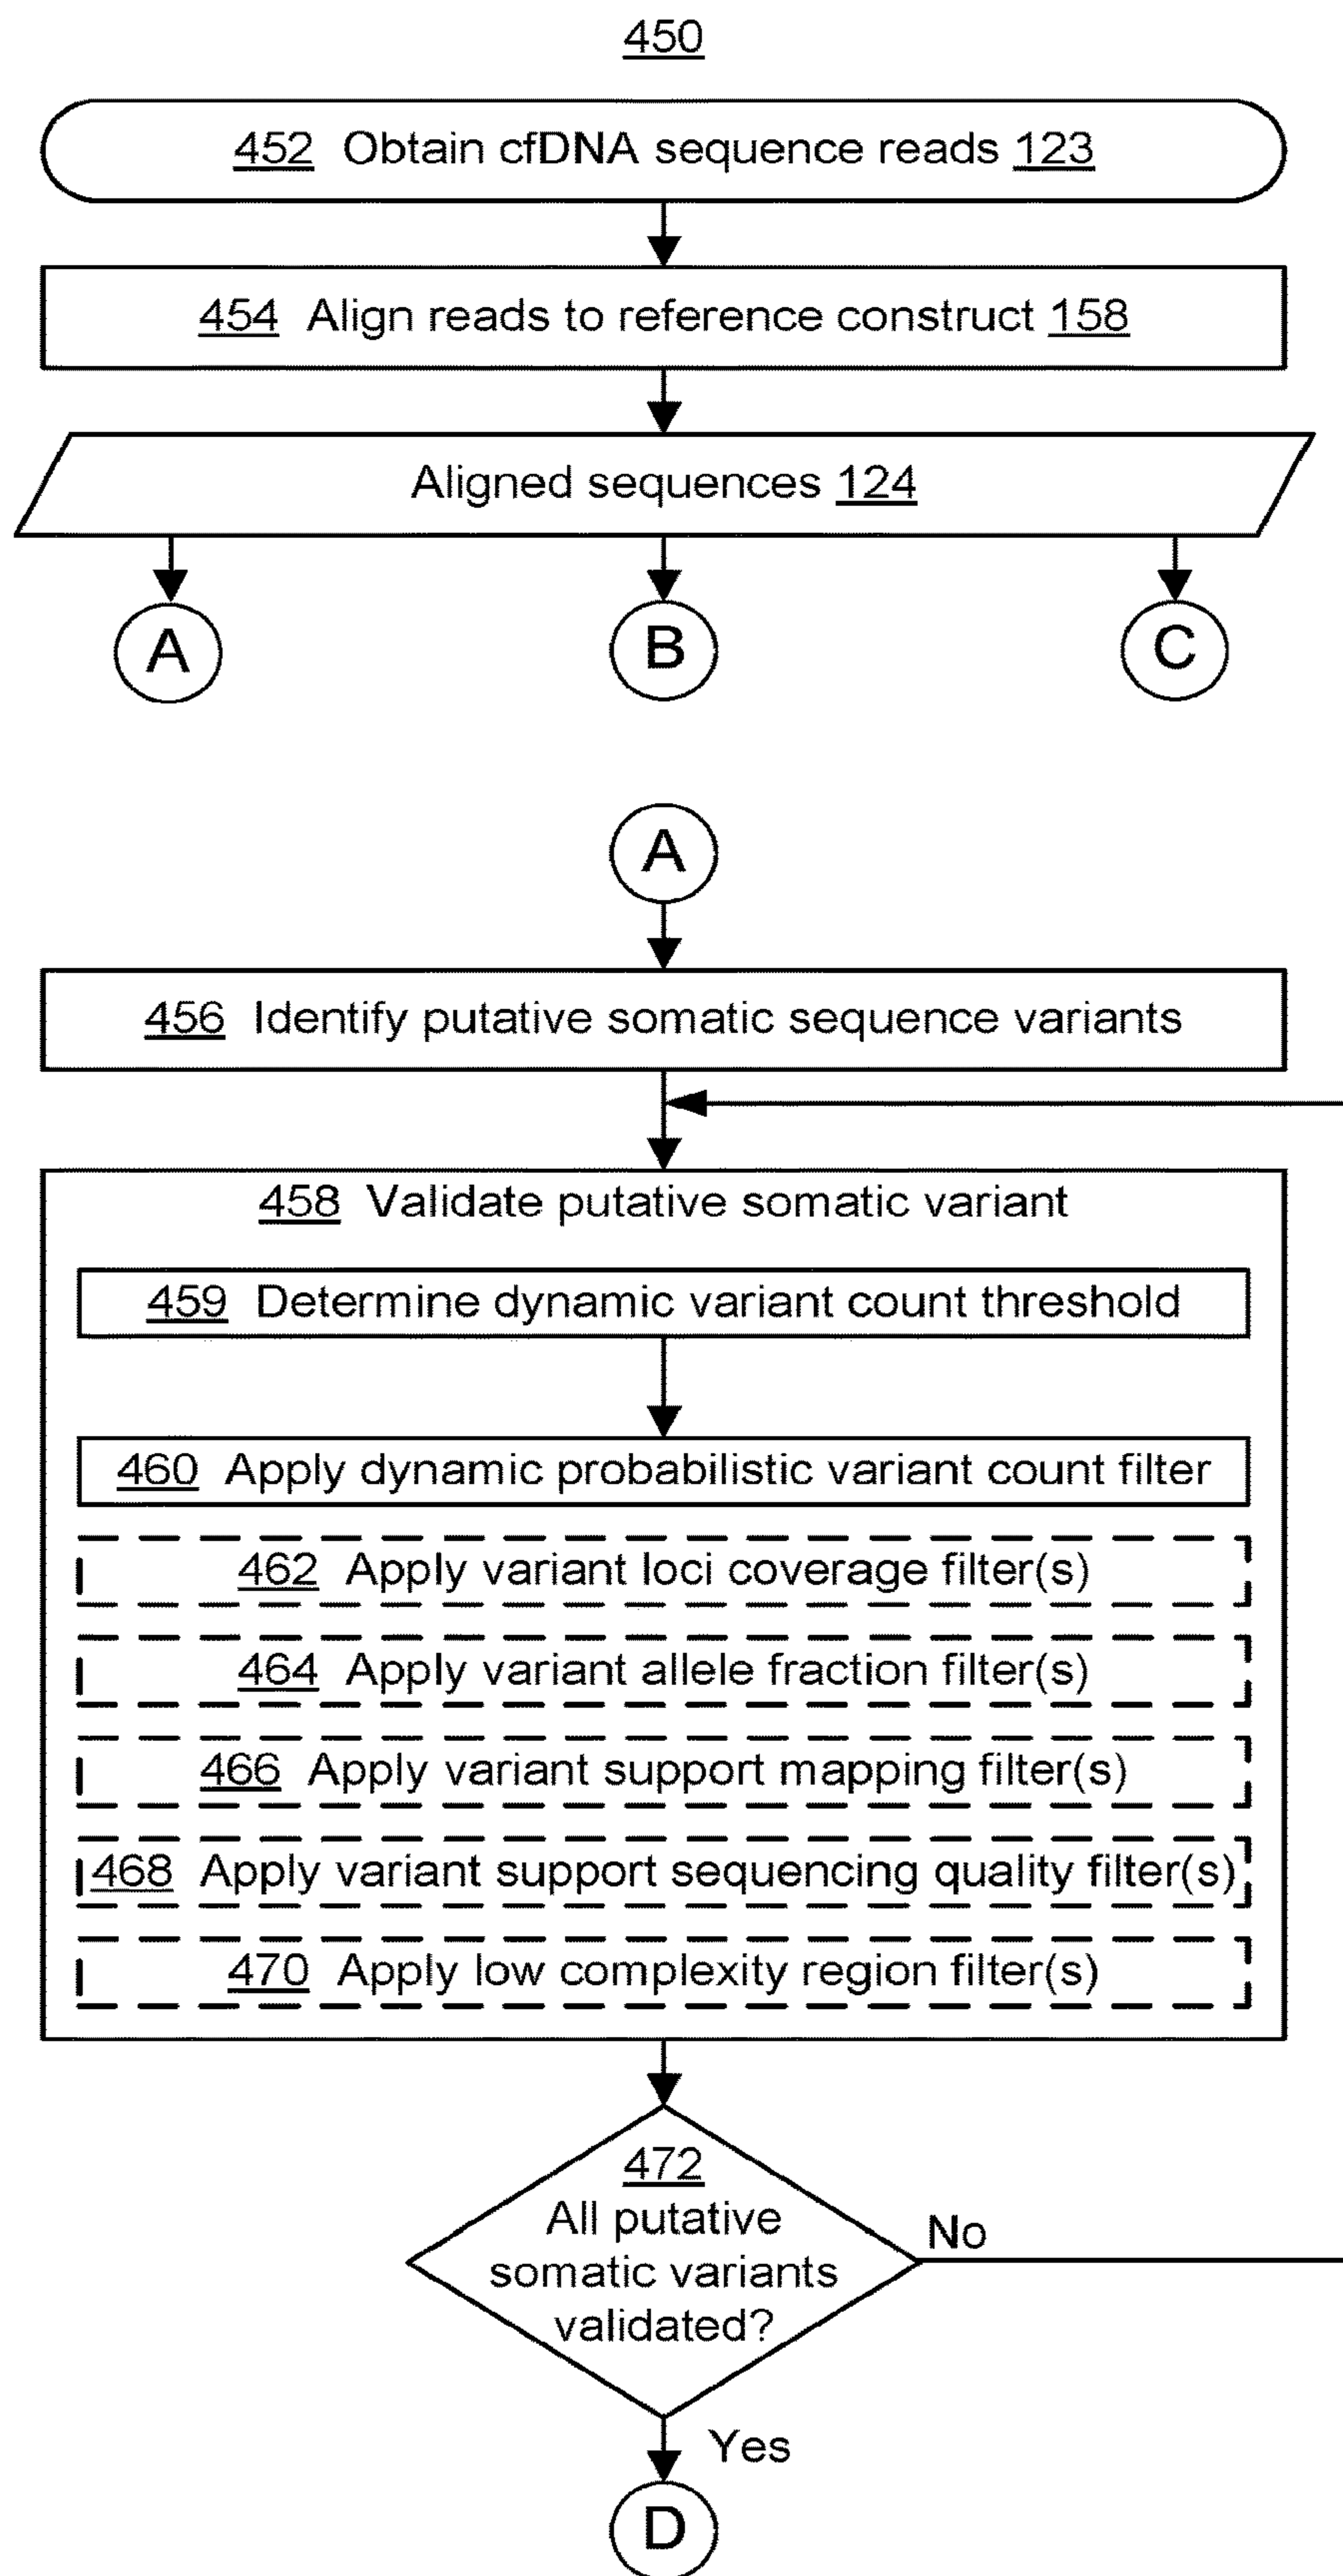 450
452 Obtain cfDNA sequence reads 123
454 Align reads to reference construct 158
Aligned sequences 124
A B C
A
456 Identify putative somatic sequence variants
458 Validate putative somatic variant
459 Determine dynamic variant count threshold
460 Apply dynamic probabilistic variant count filter
462 Apply variant loci coverage filter(s)
464 Apply variant allele fraction filter(s)
466 Apply variant support mapping filter(s)
468 Apply variant support sequencing quality filter(s)
470 Apply low complexity region filter(s)
472
All putative
somatic variants
validated?
No
Yes
D